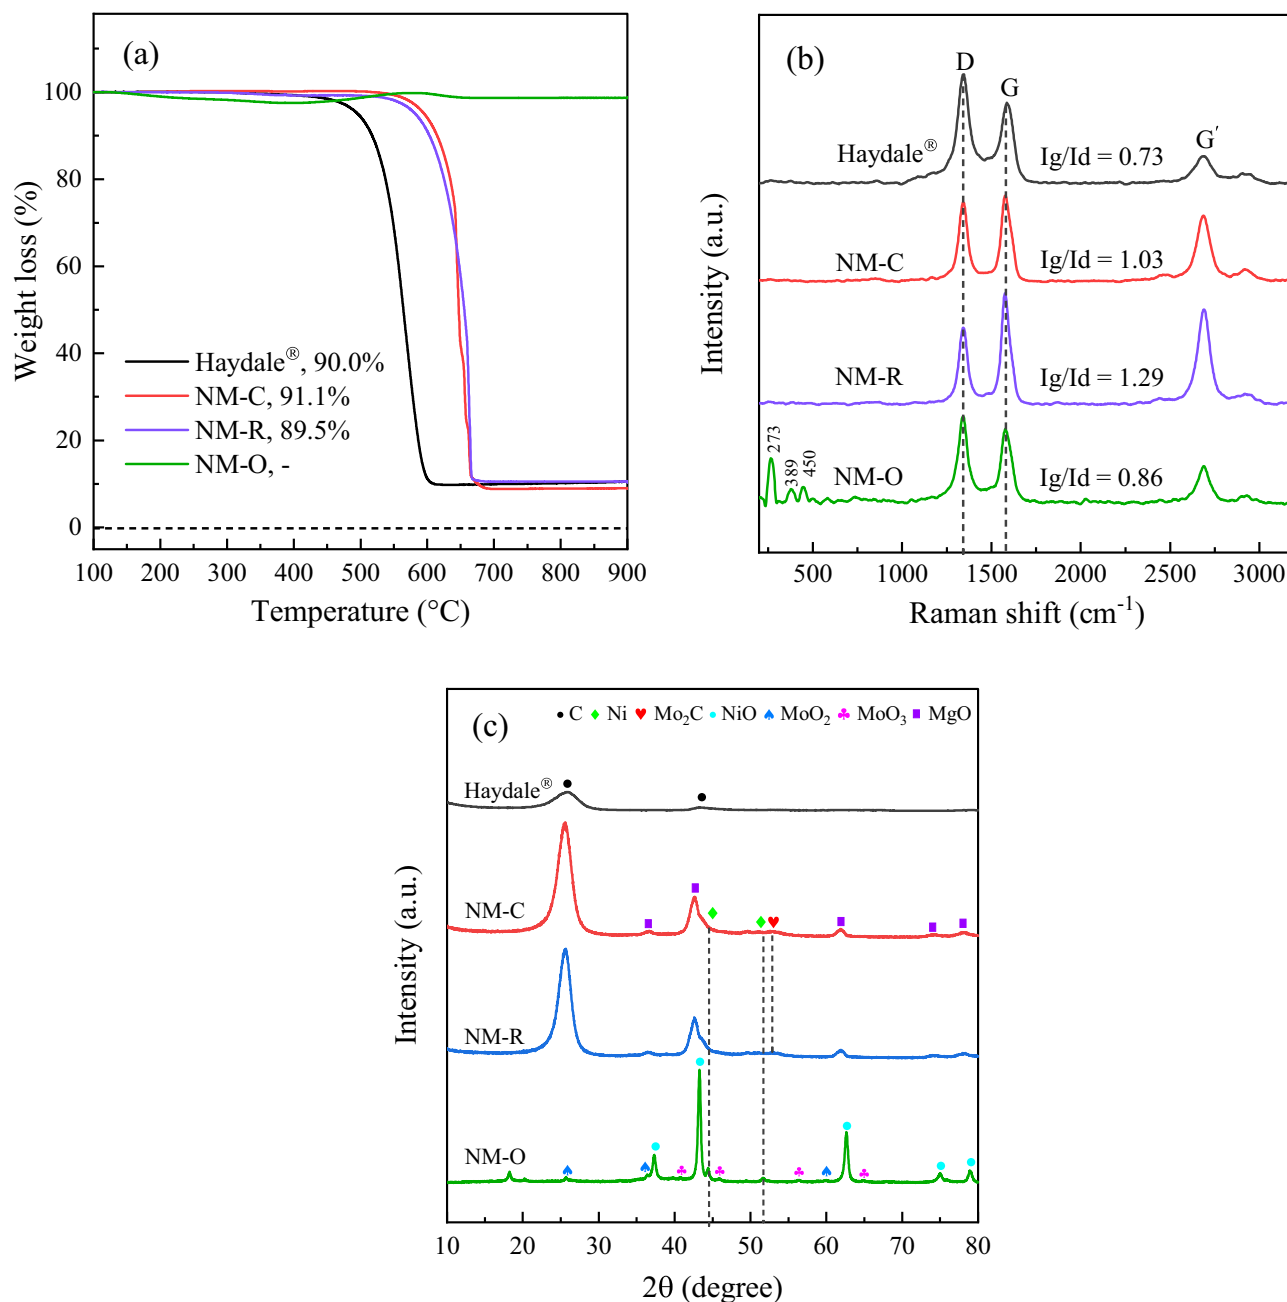 (a)
100
80
60
40
20
0
Weight loss (%)
Haydale®, 90.0%
NM-C, 91.1%
NM-R, 89.5%
NM-O, -
100 200 300 400 500 600 700 800 900
Temperature (°C)
(b)
D
G
G′
Haydale®
Ig/Id = 0.73
NM-C
Ig/Id = 1.03
NM-R
Ig/Id = 1.29
273
389
450
NM-O
Ig/Id = 0.86
Intensity (a.u.)
500 1000 1500 2000 2500 3000
Raman shift (cm⁻¹)
(c)
C Ni Mo₂C NiO MoO₂ MoO₃ MgO
Haydale®
NM-C
NM-R
NM-O
Intensity (a.u.)
10 20 30 40 50 60 70 80
2θ (degree)